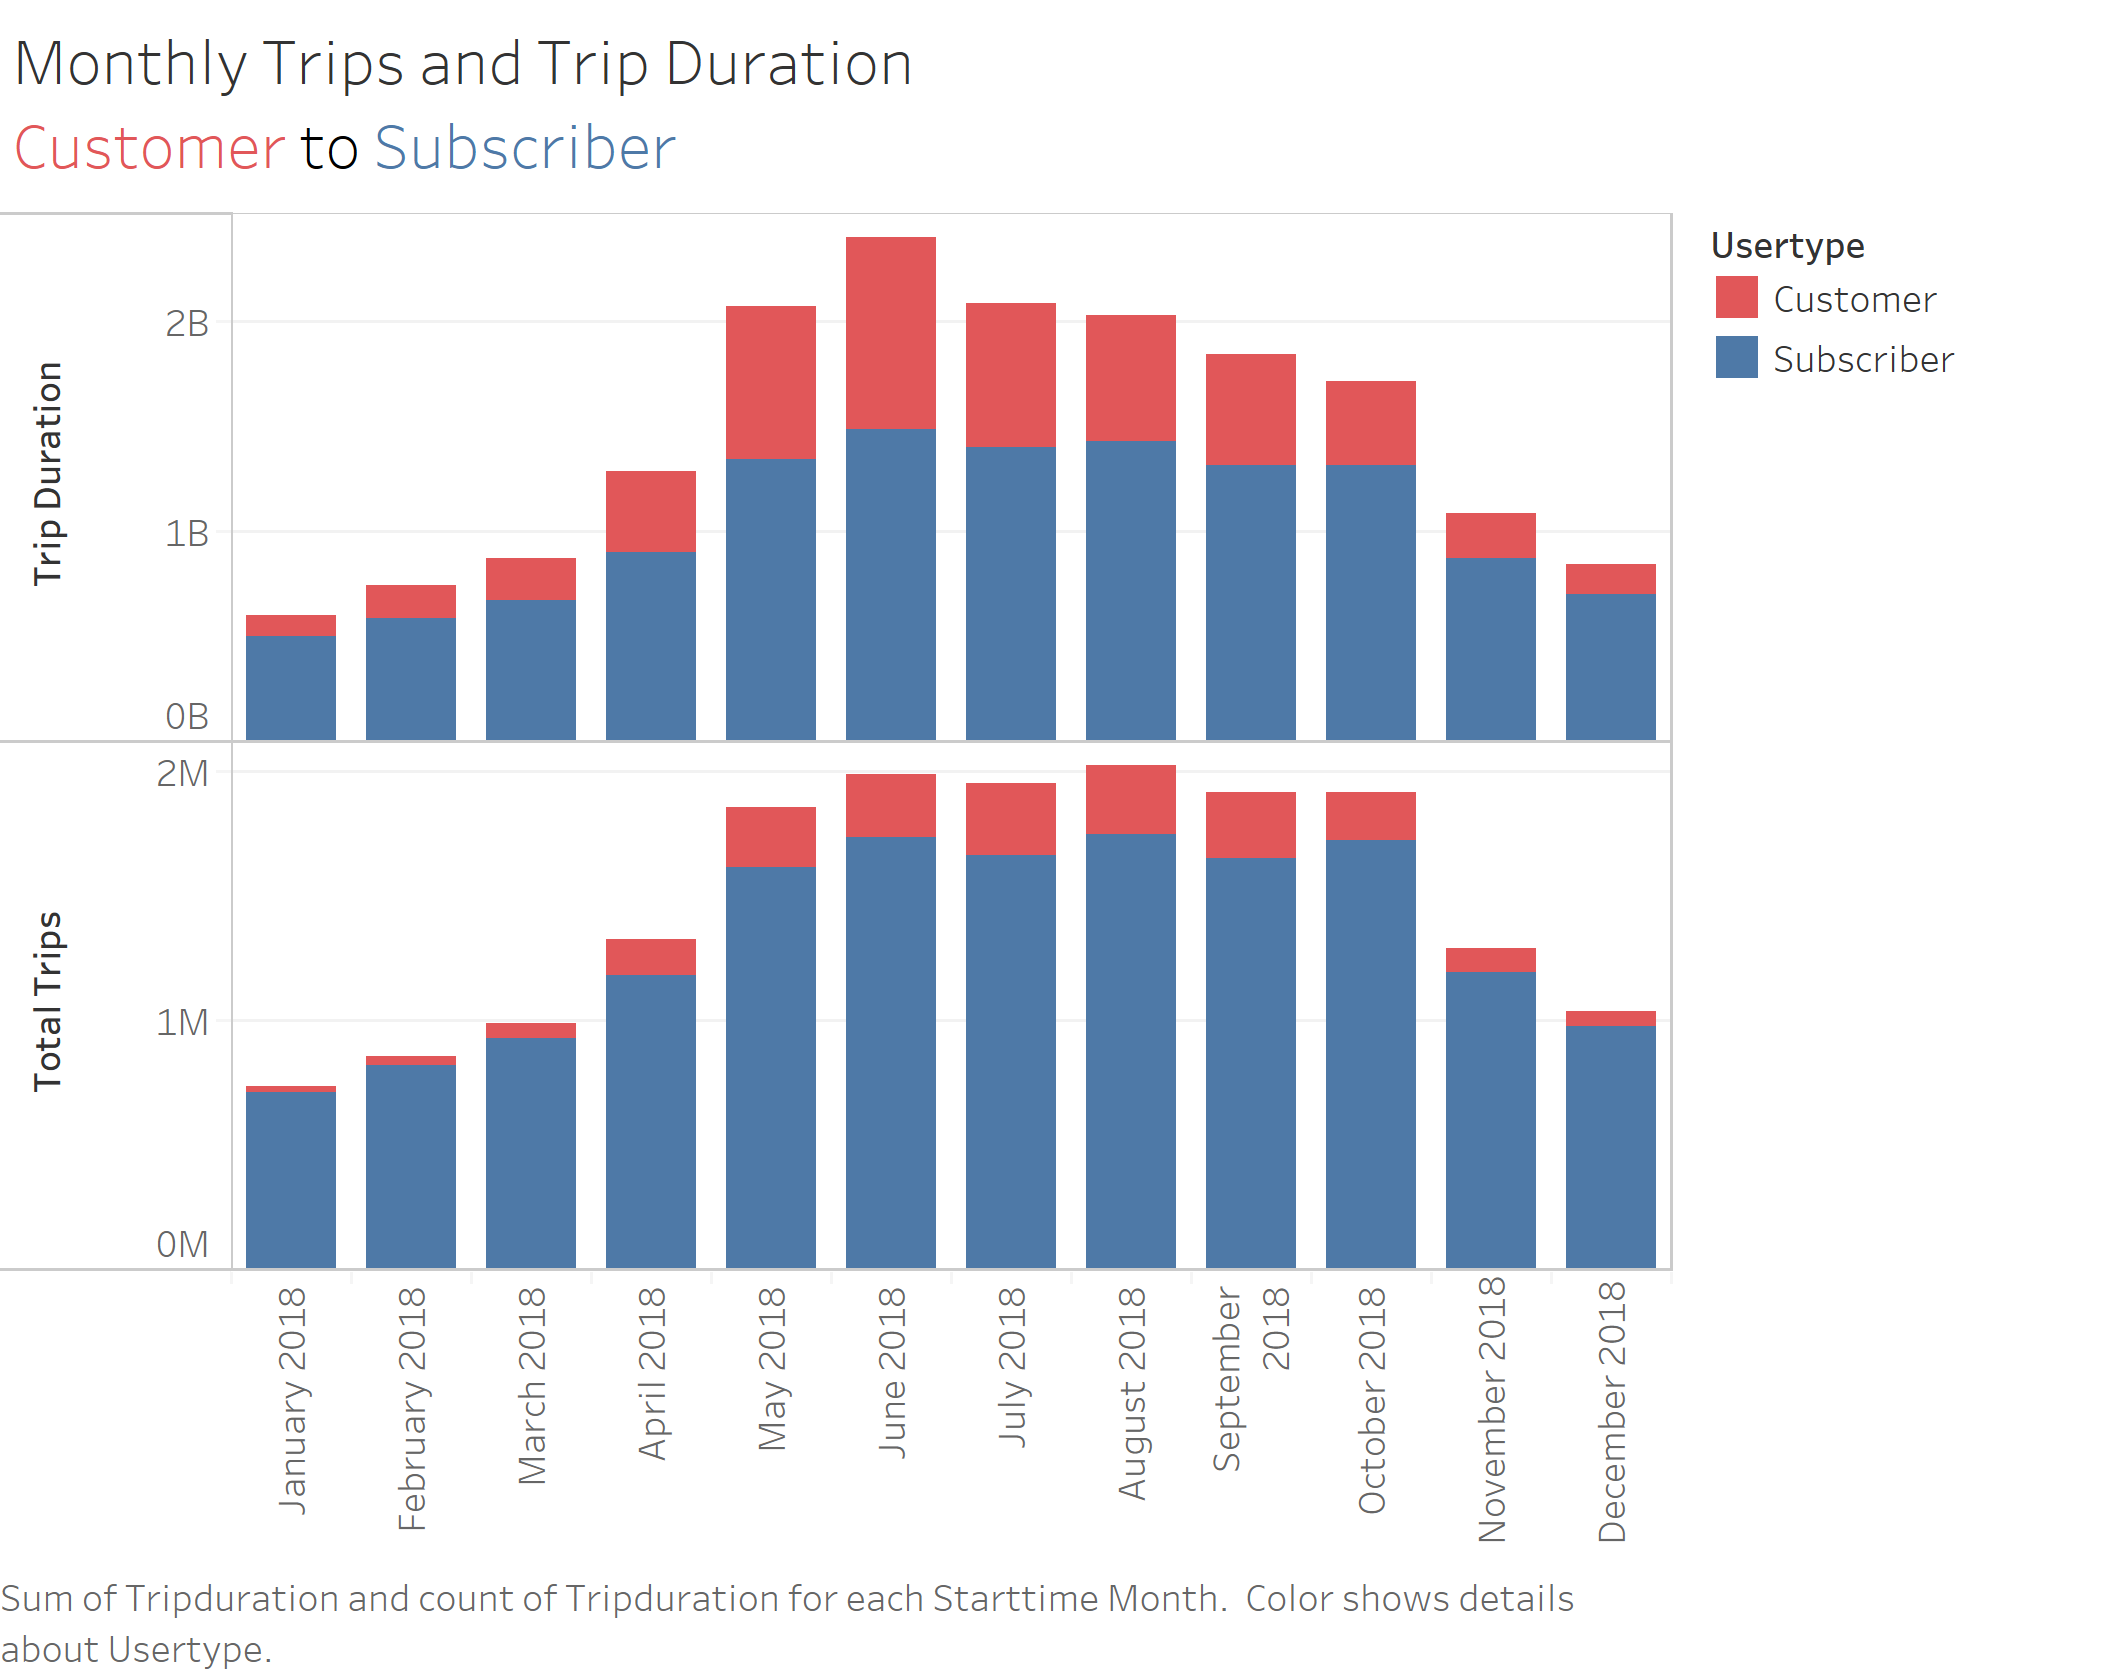 Monthly Trips and Trip Duration
Customer to Subscriber
Usertype
Customer
Subscriber
Trip Duration
2B
1B
0B
Total Trips
2M
1M
0M
January 2018
February 2018
March 2018
April 2018
May 2018
June 2018
July 2018
August 2018
September
2018
October 2018
November 2018
December 2018
Sum of Tripduration and count of Tripduration for each Starttime Month.  Color shows details
about Usertype.